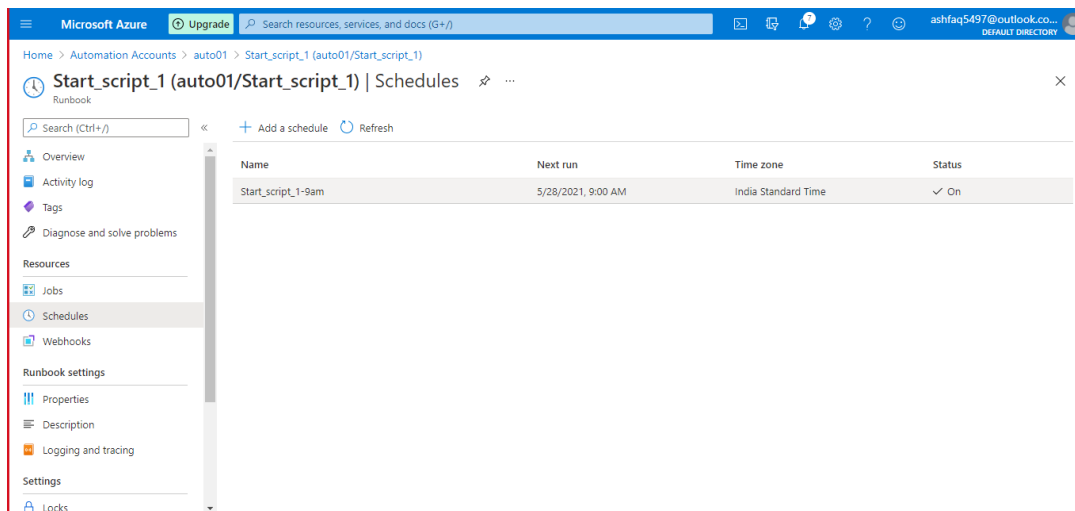 Microsoft Azure
Upgrade
Search resources, services, and docs (G+/)
7
ashfaq5497@outlook.co...
DEFAULT DIRECTORY
Home > Automation Accounts > auto01 > Start_script_1 (auto01/Start_script_1)
Start_script_1 (auto01/Start_script_1) | Schedules
Runbook
Search (Ctrl+/)
Overview
Activity log
Tags
Diagnose and solve problems
Resources
Jobs
Schedules
Webhooks
Runbook settings
Properties
Description
Logging and tracing
Settings
Locks
Add a schedule Refresh
Name Next run Time zone Status
Start_script_1-9am 5/28/2021, 9:00 AM India Standard Time On